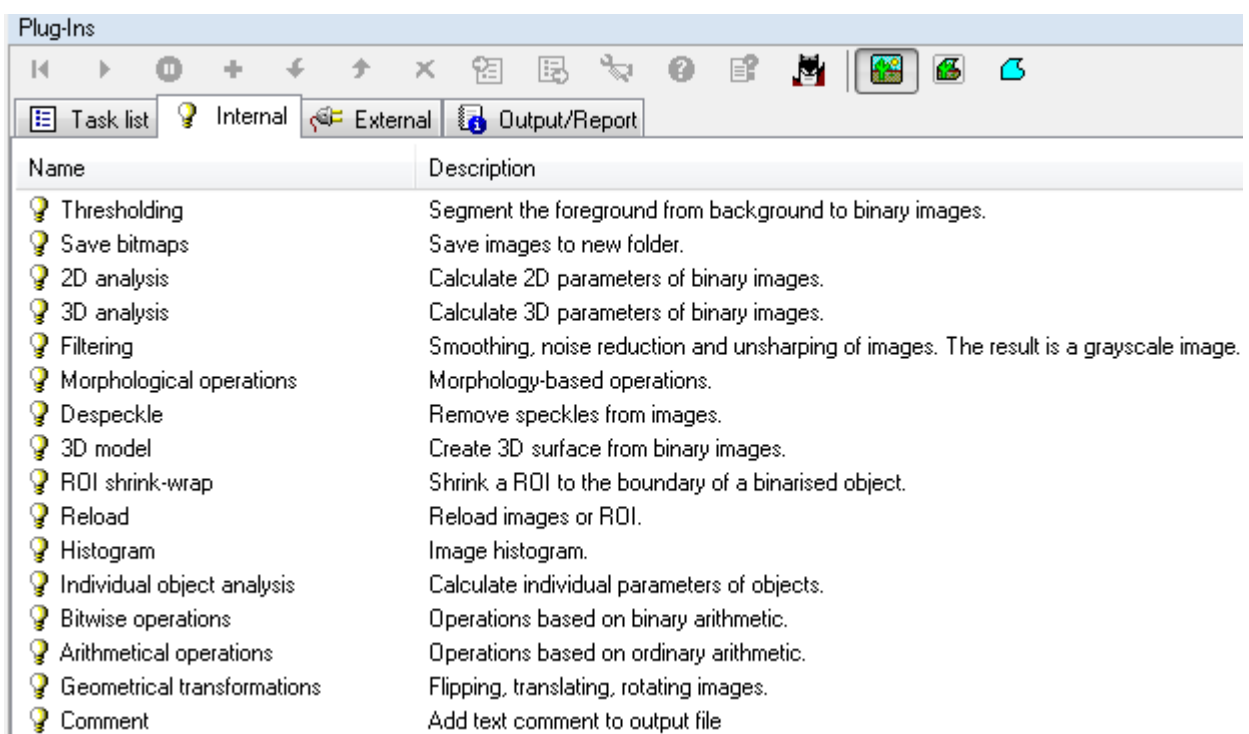 Plug-Ins
Task list Internal External Output/Report
Name Description
Thresholding Segment the foreground from background to binary images.
Save bitmaps Save images to new folder.
2D analysis Calculate 2D parameters of binary images.
3D analysis Calculate 3D parameters of binary images.
Filtering Smoothing, noise reduction and unsharping of images. The result is a grayscale image.
Morphological operations Morphology-based operations.
Despeckle Remove speckles from images.
3D model Create 3D surface from binary images.
ROI shrink-wrap Shrink a ROI to the boundary of a binarised object.
Reload Reload images or ROI.
Histogram Image histogram.
Individual object analysis Calculate individual parameters of objects.
Bitwise operations Operations based on binary arithmetic.
Arithmetical operations Operations based on ordinary arithmetic.
Geometrical transformations Flipping, translating, rotating images.
Comment Add text comment to output file